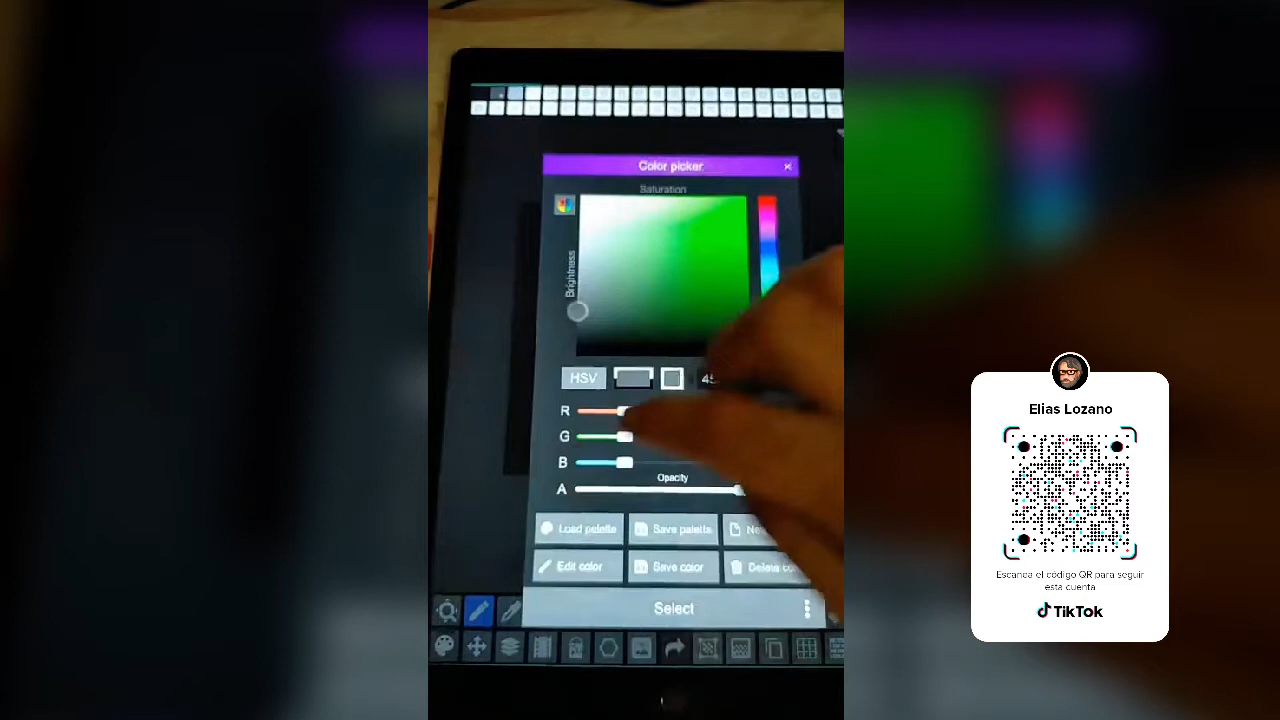 Color picker
Saturation
Brightness
HSV
R
G
B
Opacity
A
Load palette
Save palette
Edit color
Save color
Select
Elias Lozano
Escanea el código QR para seguir
esta cuenta
TikTok